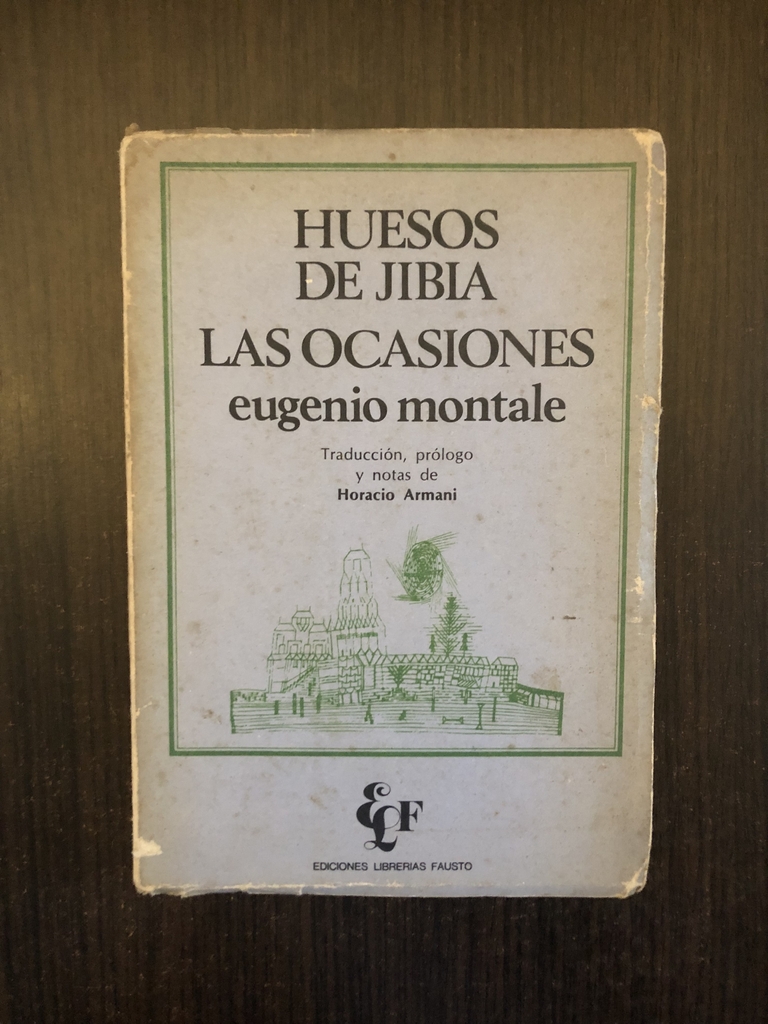 HUESOS
DE JIBIA
LAS OCASIONES
eugenio montale
Traducción, prólogo
y notas de
Horacio Armani
ELF
EDICIONES LIBRERIAS FAUSTO